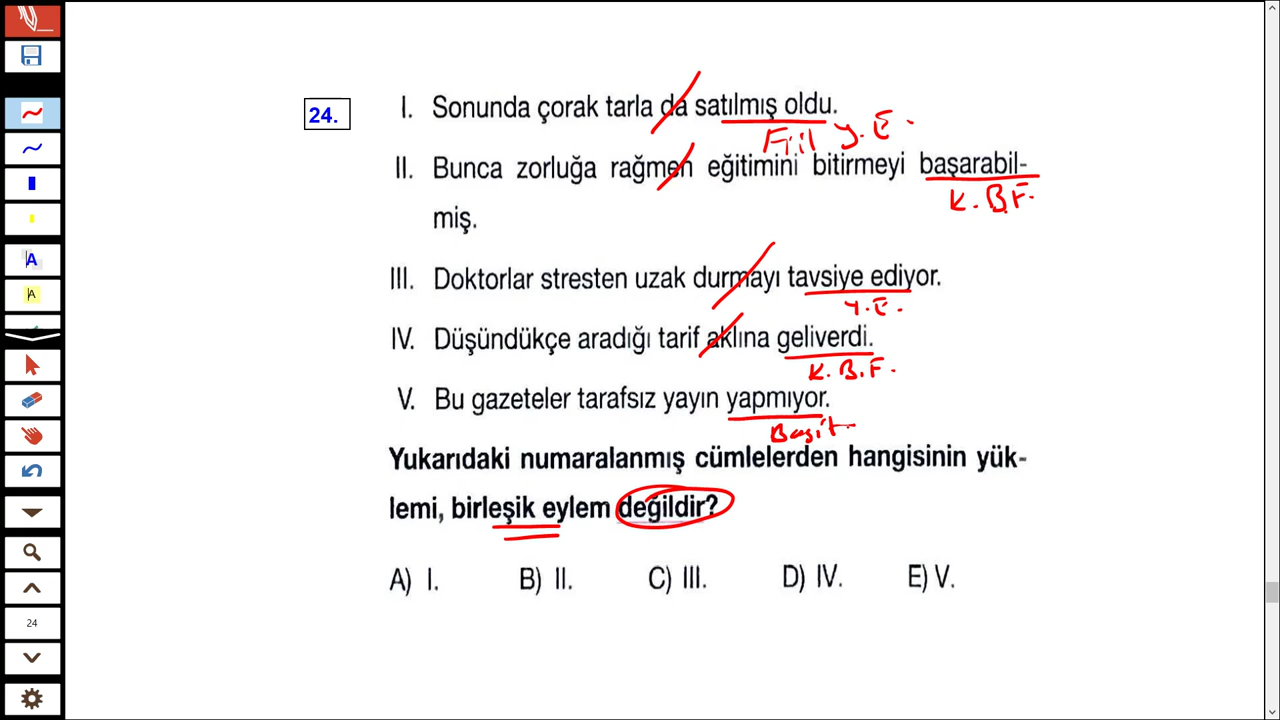 24.
I. Sonunda çorak tarla da satılmış oldu.
Fiil Y.E.
II. Bunca zorluğa rağmen eğitimini bitirmeyi başarabil-
K.B.F.
miş.
III. Doktorlar stresten uzak durmayı tavsiye ediyor.
Y.E.
IV. Düşündükçe aradığı tarif aklına geliverdi.
K.B.F.
V. Bu gazeteler tarafsız yayın yapmıyor.
Basit
Yukarıdaki numaralanmış cümlelerden hangisinin yük-
lemi, birleşik eylem değildir?
A) I. B) II. C) III. D) IV. E) V.
A
A
24